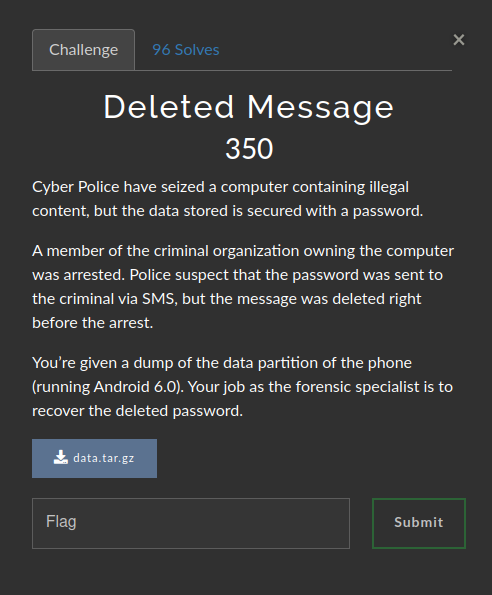 Challenge
96 Solves
×
Deleted Message
350
Cyber Police have seized a computer containing illegal
content, but the data stored is secured with a password.
A member of the criminal organization owning the computer
was arrested. Police suspect that the password was sent to
the criminal via SMS, but the message was deleted right
before the arrest.
You’re given a dump of the data partition of the phone
(running Android 6.0). Your job as the forensic specialist is to
recover the deleted password.
data.tar.gz
Flag
Submit